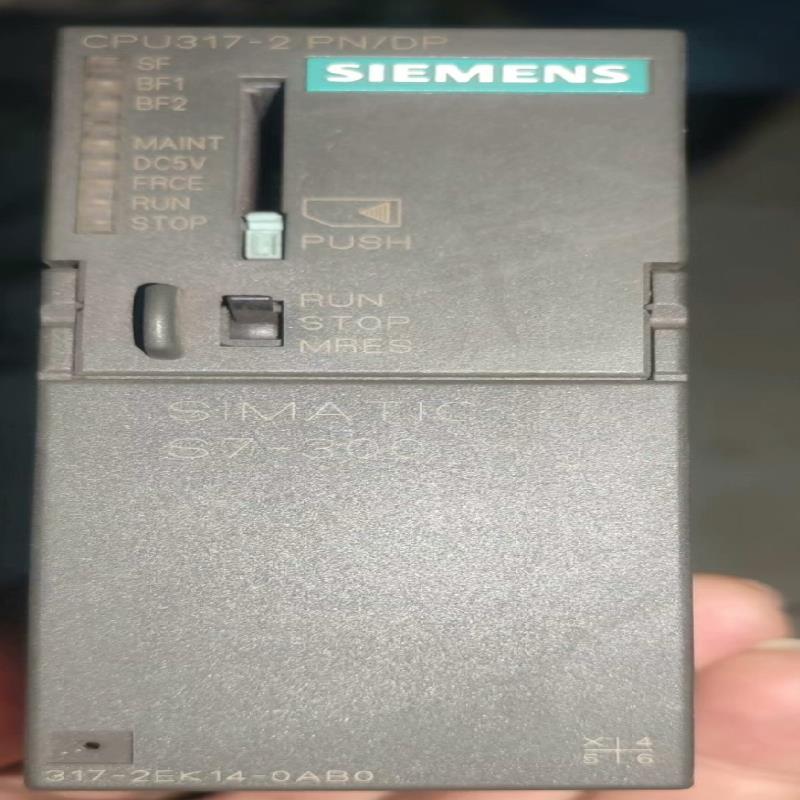 CPU317-2 PN/DP
SIEMENS
SF
BF1
BF2
MAINT
DC5V
FRCE
RUN
STOP
PUSH
RUN
STOP
MRES
SIMATIC
S7-300
X 4
5 6
317-2EK14-0AB0